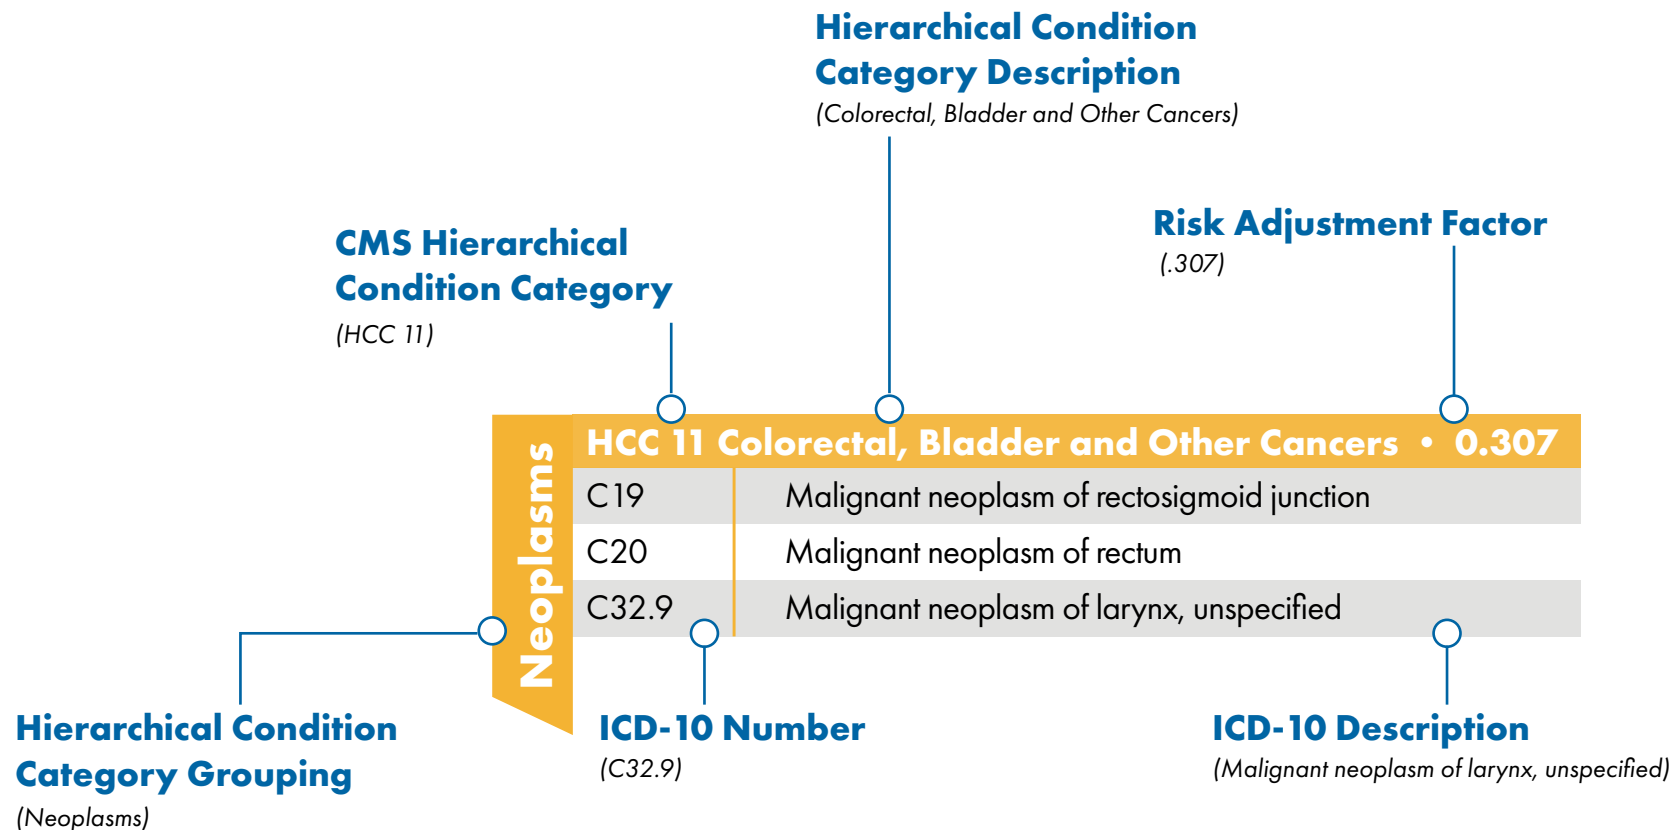 Hierarchical Condition
Category Description
(Colorectal, Bladder and Other Cancers)
Risk Adjustment Factor
(.307)
CMS Hierarchical
Condition Category
(HCC 11)
Neoplasms
HCC 11 Colorectal, Bladder and Other Cancers • 0.307
C19 Malignant neoplasm of rectosigmoid junction
C20 Malignant neoplasm of rectum
C32.9 Malignant neoplasm of larynx, unspecified
Hierarchical Condition
Category Grouping
(Neoplasms)
ICD-10 Number
(C32.9)
ICD-10 Description
(Malignant neoplasm of larynx, unspecified)